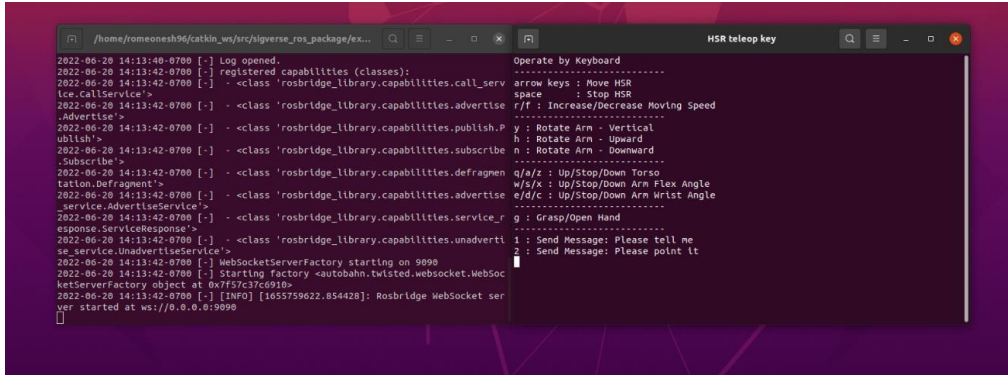 /home/romeonesh96/catkin_ws/src/sigverse_ros_package/ex...
2022-06-20 14:13:40-0700 [-] Log opened.
2022-06-20 14:13:42-0700 [-] registered capabilities (classes):
2022-06-20 14:13:42-0700 [-]  - <class 'rosbridge_library.capabilities.call_serv
ice.CallService'>
2022-06-20 14:13:42-0700 [-]  - <class 'rosbridge_library.capabilities.advertise
.Advertise'>
2022-06-20 14:13:42-0700 [-]  - <class 'rosbridge_library.capabilities.publish.P
ublish'>
2022-06-20 14:13:42-0700 [-]  - <class 'rosbridge_library.capabilities.subscribe
.Subscribe'>
2022-06-20 14:13:42-0700 [-]  - <class 'rosbridge_library.capabilities.defragmen
tation.Defragment'>
2022-06-20 14:13:42-0700 [-]  - <class 'rosbridge_library.capabilities.advertise
_service.AdvertiseService'>
2022-06-20 14:13:42-0700 [-]  - <class 'rosbridge_library.capabilities.service_r
esponse.ServiceResponse'>
2022-06-20 14:13:42-0700 [-]  - <class 'rosbridge_library.capabilities.unadverti
se_service.UnadvertiseService'>
2022-06-20 14:13:42-0700 [-] WebSocketServerFactory starting on 9090
2022-06-20 14:13:42-0700 [-] Starting factory <autobahn.twisted.websocket.WebSoc
ketServerFactory object at 0x7f57c37c6910>
2022-06-20 14:13:42-0700 [-] [INFO] [1655759622.854428]: Rosbridge WebSocket ser
ver started at ws://0.0.0.0:9090
HSR teleop key
Operate by Keyboard
---------------------------
arrow keys : Move HSR
space      : Stop HSR
r/f : Increase/Decrease Moving Speed
---------------------------
y : Rotate Arm - Vertical
h : Rotate Arm - Upward
n : Rotate Arm - Downward
---------------------------
q/a/z : Up/Stop/Down Torso
w/s/x : Up/Stop/Down Arm Flex Angle
e/d/c : Up/Stop/Down Arm Wrist Angle
---------------------------
g : Grasp/Open Hand
---------------------------
1 : Send Message: Please tell me
2 : Send Message: Please point it